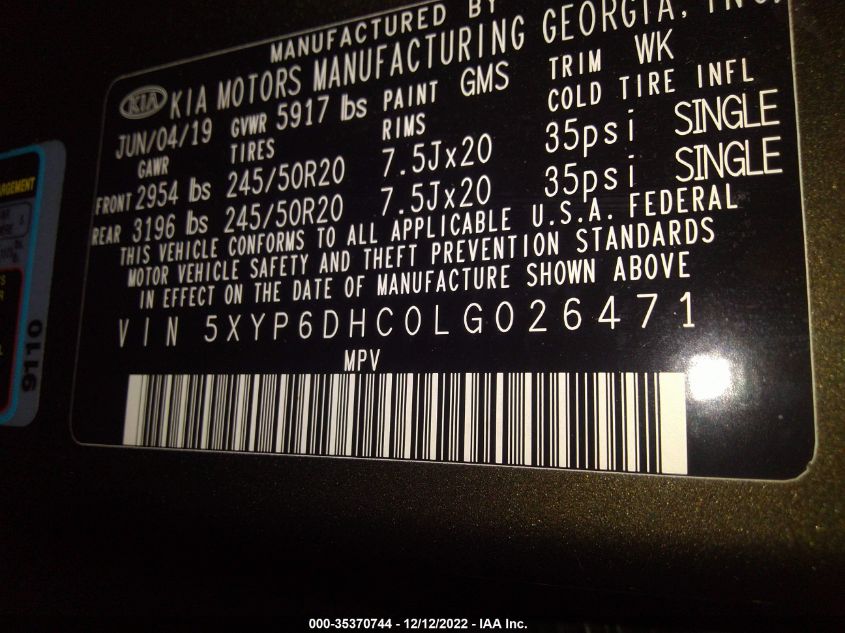 MANUFACTURED BY
KIA MOTORS MANUFACTURING GEORGIA, INC.
KIA
JUN/04/19 GVWR 5917 lbs PAINT GMS TRIM WK
GAWR TIRES RIMS COLD TIRE INFL
FRONT 2954 lbs 245/50R20 7.5Jx20 35psi SINGLE
REAR 3196 lbs 245/50R20 7.5Jx20 35psi SINGLE
THIS VEHICLE CONFORMS TO ALL APPLICABLE U.S.A. FEDERAL
MOTOR VEHICLE SAFETY AND THEFT PREVENTION STANDARDS
IN EFFECT ON THE DATE OF MANUFACTURE SHOWN ABOVE
VIN 5XYP6DHC0LG026471
MPV
9110
000-35370744 - 12/12/2022 - IAA Inc.